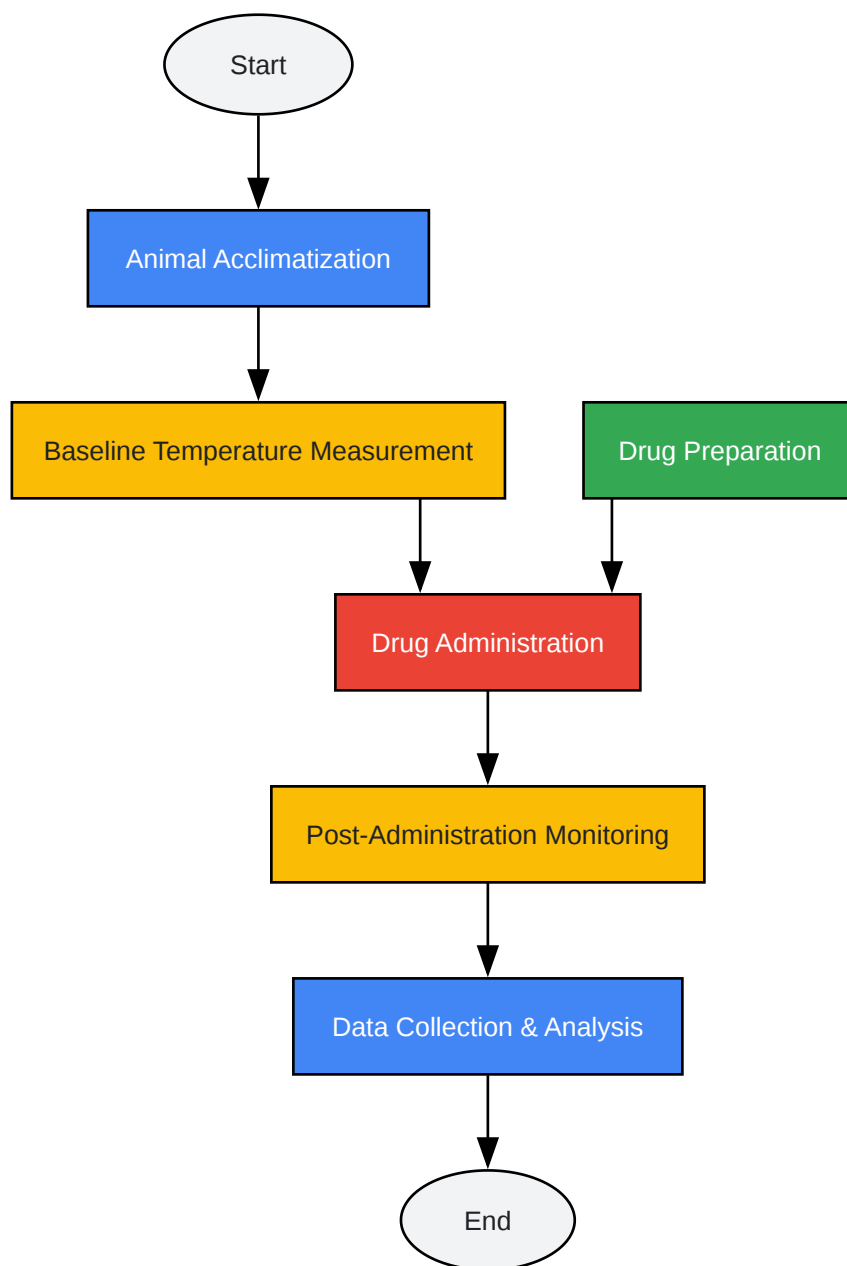 Start
Animal Acclimatization
Baseline Temperature Measurement
Drug Preparation
Drug Administration
Post-Administration Monitoring
Data Collection & Analysis
End